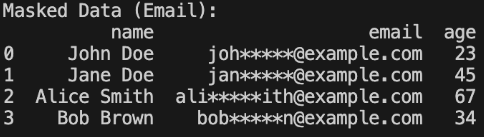 Masked Data (Email):
          name                     email  age
0     John Doe      joh*****@example.com   23
1     Jane Doe      jan*****@example.com   45
2  Alice Smith   ali*****ith@example.com   67
3    Bob Brown     bob*****n@example.com   34